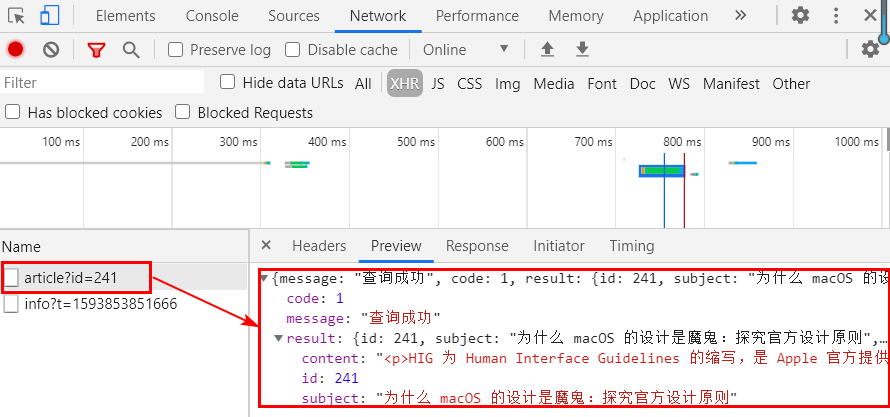 Elements Console Sources Network Performance Memory Application »
Preserve log Disable cache Online
Filter Hide data URLs All XHR JS CSS Img Media Font Doc WS Manifest Other
Has blocked cookies Blocked Requests
100 ms 200 ms 300 ms 400 ms 500 ms 600 ms 700 ms 800 ms 900 ms 1000 ms
Name × Headers Preview Response Initiator Timing
article?id=241
info?t=1593853851666
{message: "查询成功", code: 1, result: {id: 241, subject: "为什么 macOS 的设
code: 1
message: "查询成功"
result: {id: 241, subject: "为什么 macOS 的设计是魔鬼：探究官方设计原则",…
content: "<p>HIG 为 Human Interface Guidelines 的缩写，是 Apple 官方提供
id: 241
subject: "为什么 macOS 的设计是魔鬼：探究官方设计原则"